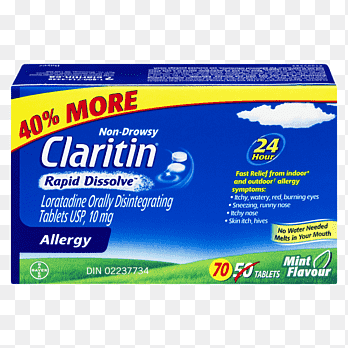 40% MORE
Non-Drowsy
Claritin
Rapid Dissolve™
Loratadine Orally Disintegrating
Tablets USP, 10 mg
Allergy
24
Hour
Fast Relief from indoor*
and outdoor† allergy
symptoms:
• Itchy, watery, red, burning eyes
• Sneezing, runny nose
• Itchy nose
• Skin itch, hives
No Water Needed
Melts in Your Mouth
BAYER
DIN 02237734
70 50 TABLETS
Mint
Flavour